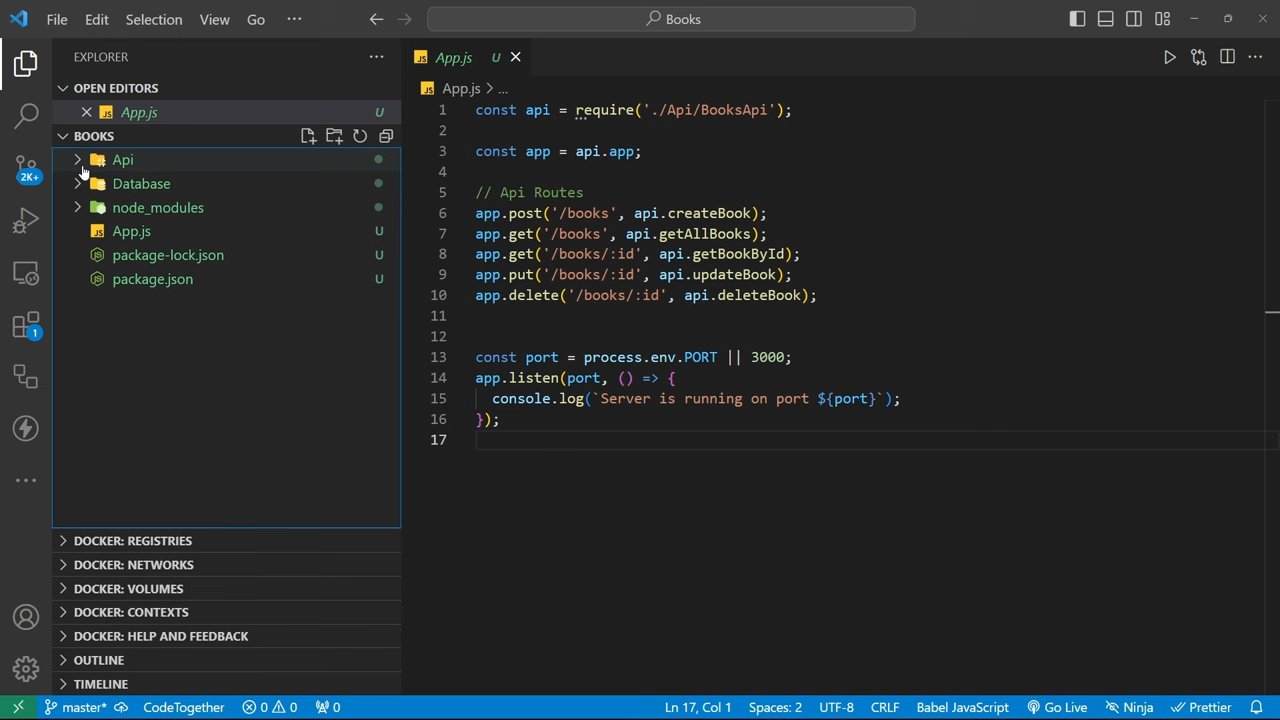 File Edit Selection View Go ··· Books
EXPLORER ···
OPEN EDITORS
App.js U
BOOKS
Api
Database
node_modules
App.js U
package-lock.json U
package.json U
DOCKER: REGISTRIES
DOCKER: NETWORKS
DOCKER: VOLUMES
DOCKER: CONTEXTS
DOCKER: HELP AND FEEDBACK
OUTLINE
TIMELINE
2K+
1
JS App.js U
JS App.js > ...
1 const api = require('./Api/BooksApi');
2
3 const app = api.app;
4
5 // Api Routes
6 app.post('/books', api.createBook);
7 app.get('/books', api.getAllBooks);
8 app.get('/books/:id', api.getBookById);
9 app.put('/books/:id', api.updateBook);
10 app.delete('/books/:id', api.deleteBook);
11
12
13 const port = process.env.PORT || 3000;
14 app.listen(port, () => {
15 console.log(`Server is running on port ${port}`);
16 });
17
master* CodeTogether 0 0 0 Ln 17, Col 1 Spaces: 2 UTF-8 CRLF Babel JavaScript Go Live Ninja Prettier